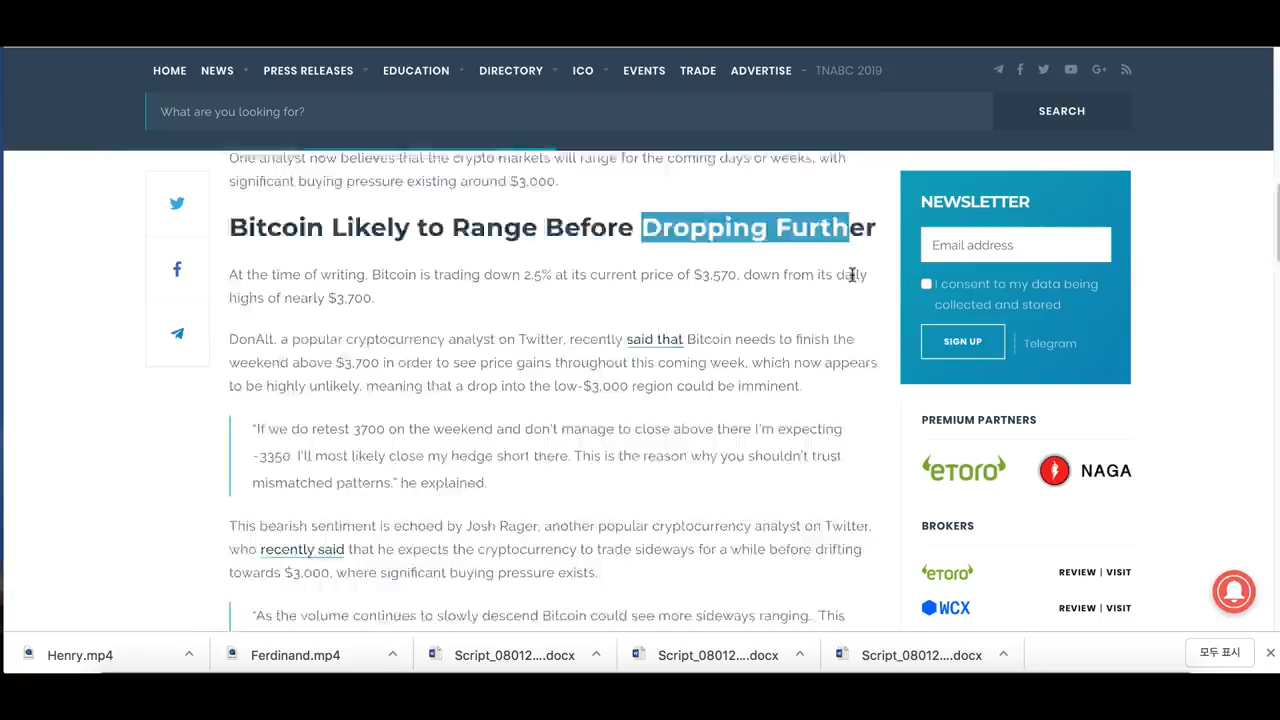 HOME NEWS PRESS RELEASES EDUCATION DIRECTORY ICO EVENTS TRADE ADVERTISE - TNABC 2019
What are you looking for?
SEARCH
One analyst now believes that the crypto markets will range for the coming days or weeks, with
significant buying pressure existing around $3,000.
Bitcoin Likely to Range Before Dropping Further
At the time of writing, Bitcoin is trading down 2.5% at its current price of $3,570, down from its daily
highs of nearly $3,700.
DonAlt, a popular cryptocurrency analyst on Twitter, recently said that Bitcoin needs to finish the
weekend above $3,700 in order to see price gains throughout this coming week, which now appears
to be highly unlikely, meaning that a drop into the low-$3,000 region could be imminent.
“If we do retest 3700 on the weekend and don’t manage to close above there I’m expecting
~3350. I’ll most likely close my hedge short there. This is the reason why you shouldn’t trust
mismatched patterns,” he explained.
This bearish sentiment is echoed by Josh Rager, another popular cryptocurrency analyst on Twitter,
who recently said that he expects the cryptocurrency to trade sideways for a while before drifting
towards $3,000, where significant buying pressure exists.
“As the volume continues to slowly descend Bitcoin could see more sideways ranging.. This
NEWSLETTER
Email address
I consent to my data being
collected and stored
SIGN UP
Telegram
PREMIUM PARTNERS
eToro
NAGA
BROKERS
eToro REVIEW | VISIT
WCX REVIEW | VISIT
Henry.mp4
Ferdinand.mp4
Script_08012....docx
Script_08012....docx
Script_08012....docx
모두 표시